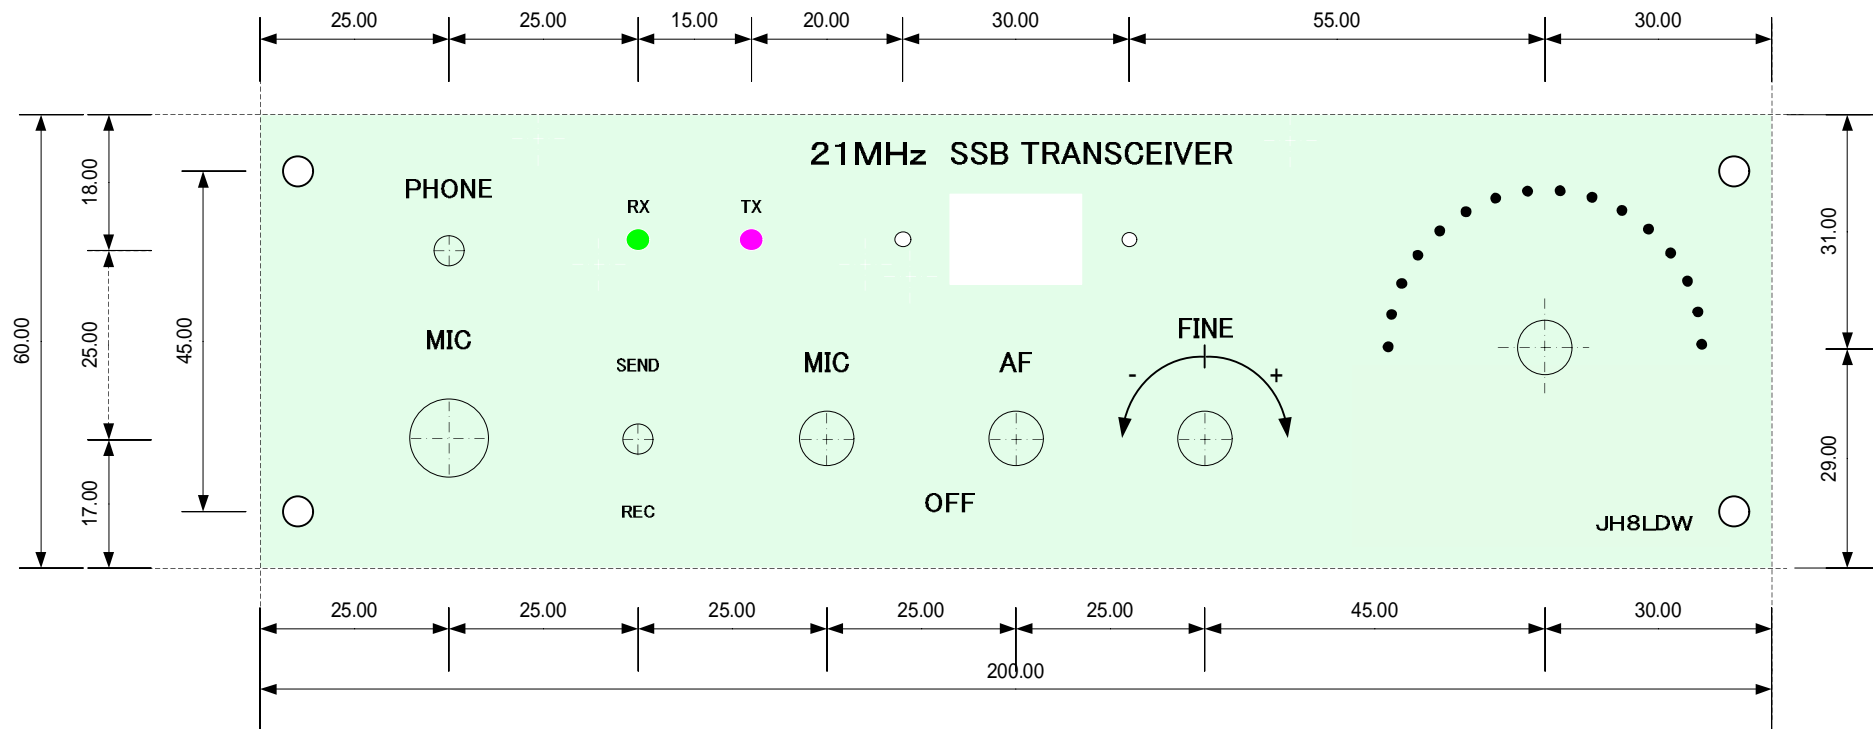 25.00 25.00 15.00 20.00 30.00 55.00 30.00
21MHz SSB TRANSCEIVER
PHONE
RX TX
18.00
31.00
60.00
25.00
45.00
MIC
FINE
SEND
MIC
AF
- +
29.00
17.00
REC
OFF
JH8LDW
25.00 25.00 25.00 25.00 25.00 45.00 30.00
200.00